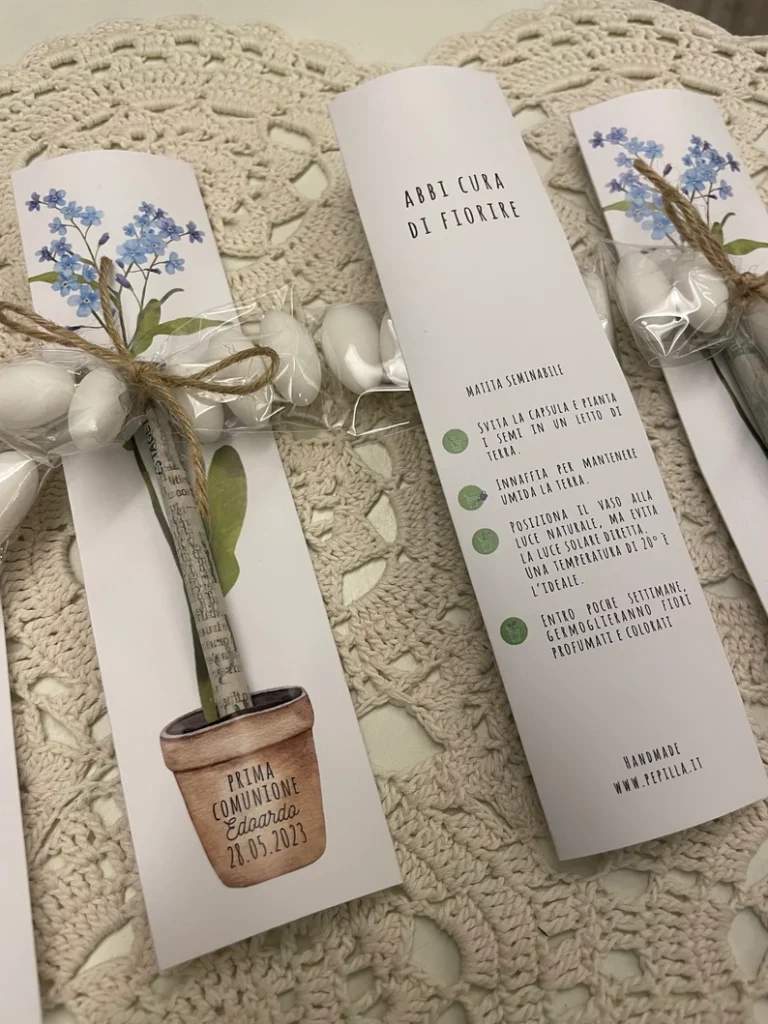 PRIMA
COMUNIONE
Edoardo
28.05.2023
ABBI CURA
DI FIORIRE
MATITA SEMINABILE
SVITA LA CAPSULA E PIANTA
I SEMI IN UN LETTO DI
TERRA.
INNAFFIA PER MANTENERE
UMIDA LA TERRA.
POSIZIONA IL VASO ALLA
LUCE NATURALE, MA EVITA
LA LUCE SOLARE DIRETTA.
UNA TEMPERATURA DI 20° È
L'IDEALE.
ENTRO POCHE SETTIMANE,
GERMOGLIERANNO FIORI
PROFUMATI E COLORATI
HANDMADE
WWW.PEPILLA.IT